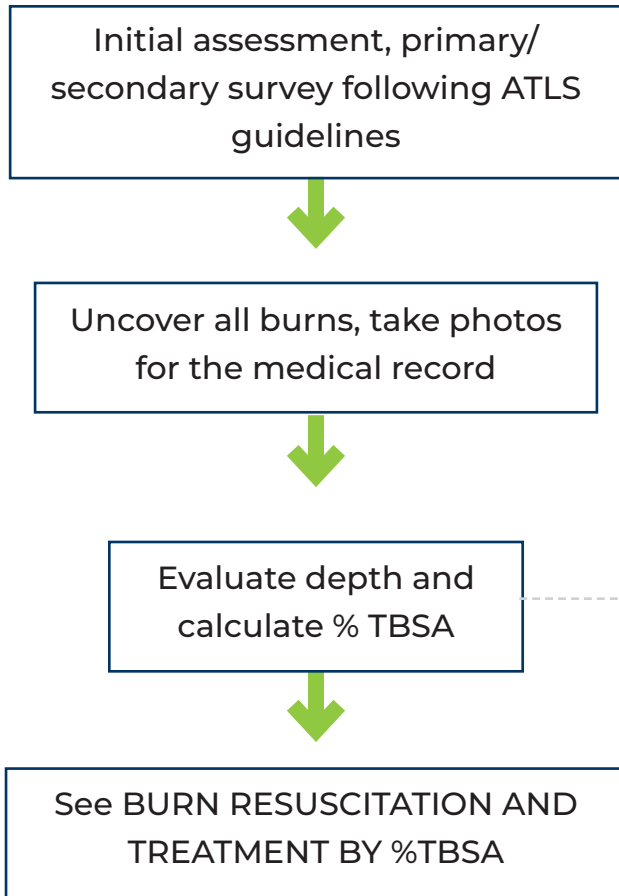 Initial assessment, primary/
secondary survey following ATLS
guidelines
Uncover all burns, take photos
for the medical record
Evaluate depth and
calculate % TBSA
See BURN RESUSCITATION AND
TREATMENT BY %TBSA